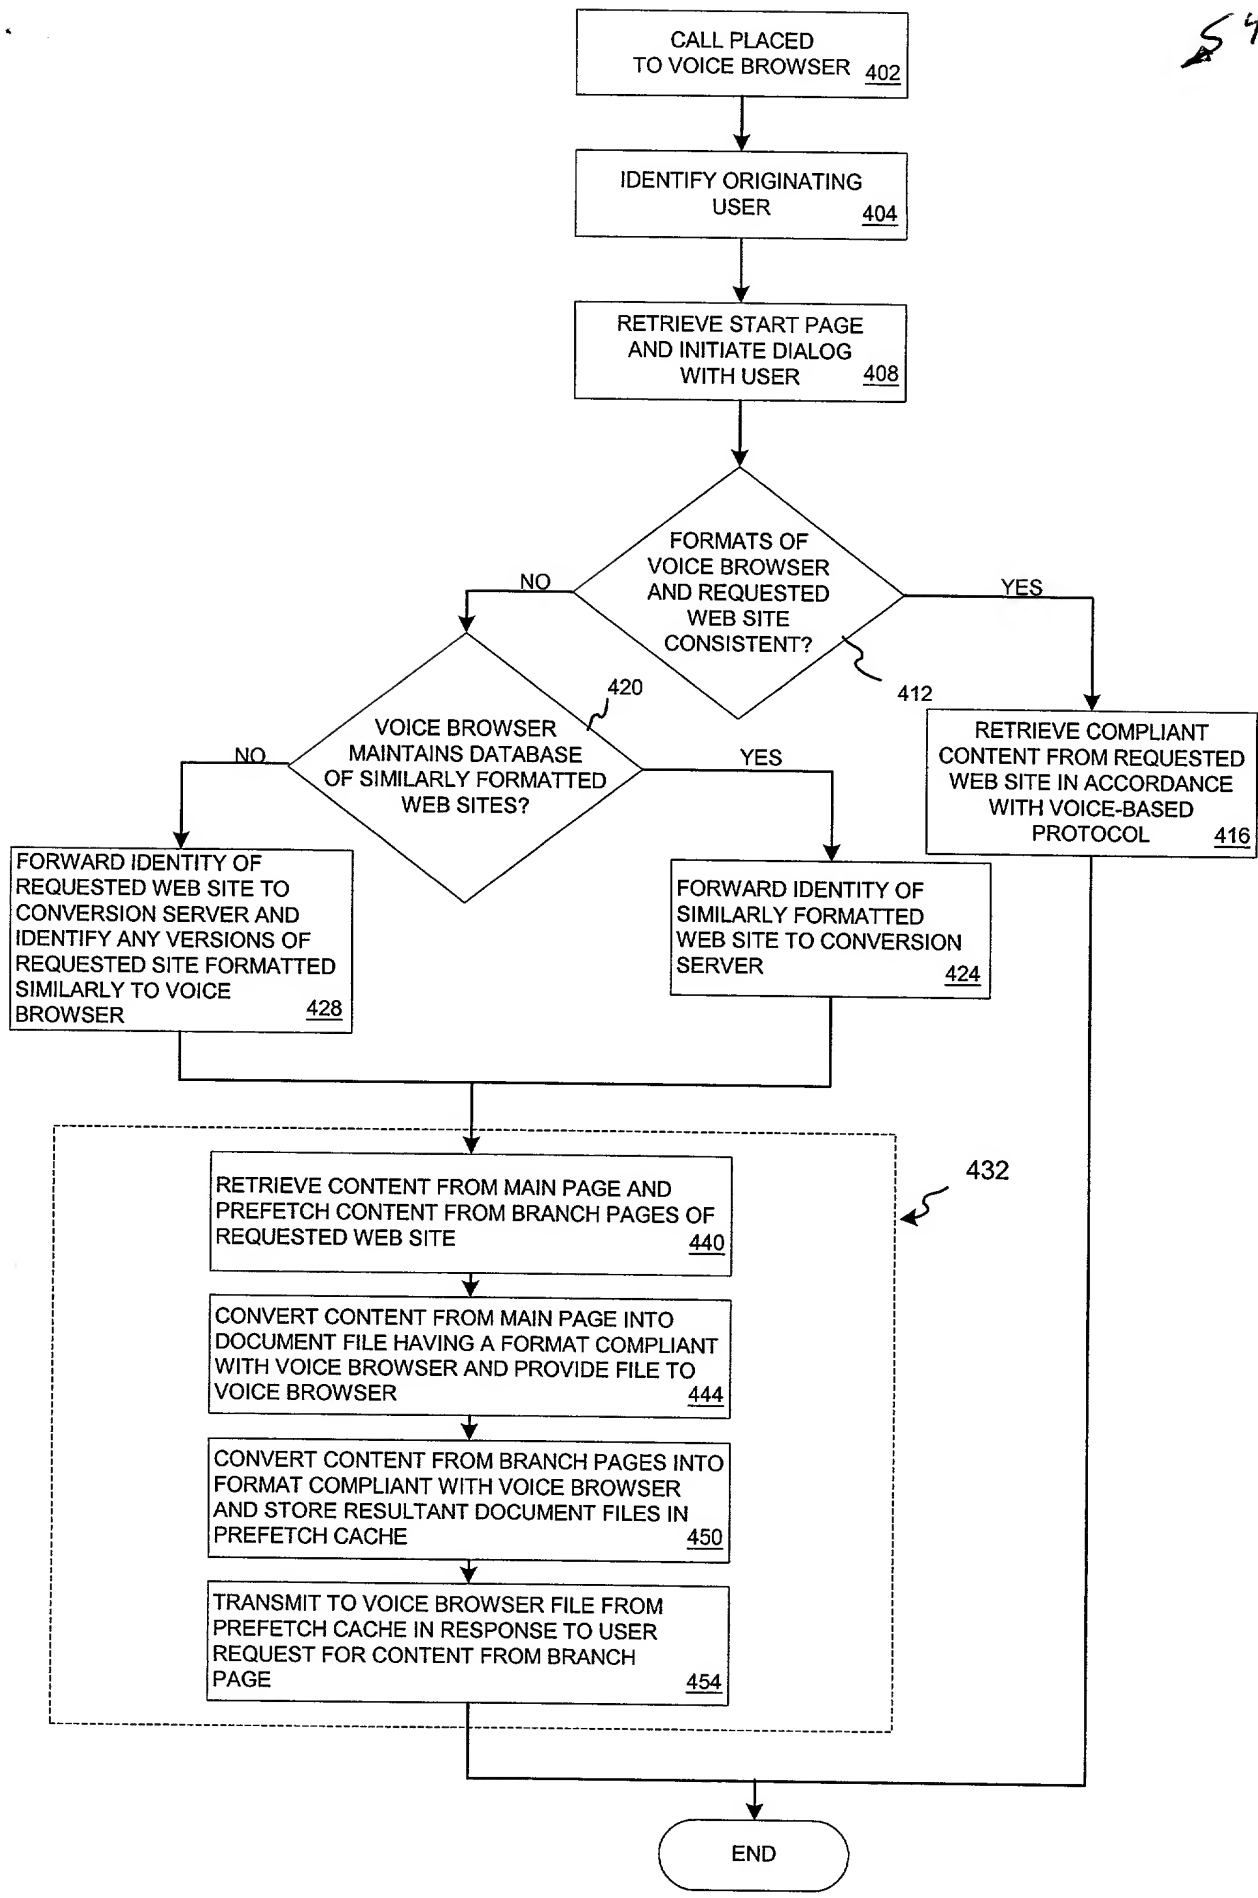 CALL PLACED
TO VOICE BROWSER 402
IDENTIFY ORIGINATING
USER 404
RETRIEVE START PAGE
AND INITIATE DIALOG
WITH USER 408
FORMATS OF
VOICE BROWSER
AND REQUESTED
WEB SITE
CONSISTENT?
NO
YES
412
420
VOICE BROWSER
MAINTAINS DATABASE
OF SIMILARLY FORMATTED
WEB SITES?
NO
YES
RETRIEVE COMPLIANT
CONTENT FROM REQUESTED
WEB SITE IN ACCORDANCE
WITH VOICE-BASED
PROTOCOL 416
FORWARD IDENTITY OF
REQUESTED WEB SITE TO
CONVERSION SERVER AND
IDENTIFY ANY VERSIONS OF
REQUESTED SITE FORMATTED
SIMILARLY TO VOICE
BROWSER 428
FORWARD IDENTITY OF
SIMILARLY FORMATTED
WEB SITE TO CONVERSION
SERVER 424
432
RETRIEVE CONTENT FROM MAIN PAGE AND
PREFETCH CONTENT FROM BRANCH PAGES OF
REQUESTED WEB SITE 440
CONVERT CONTENT FROM MAIN PAGE INTO
DOCUMENT FILE HAVING A FORMAT COMPLIANT
WITH VOICE BROWSER AND PROVIDE FILE TO
VOICE BROWSER 444
CONVERT CONTENT FROM BRANCH PAGES INTO
FORMAT COMPLIANT WITH VOICE BROWSER
AND STORE RESULTANT DOCUMENT FILES IN
PREFETCH CACHE 450
TRANSMIT TO VOICE BROWSER FILE FROM
PREFETCH CACHE IN RESPONSE TO USER
REQUEST FOR CONTENT FROM BRANCH
PAGE 454
END